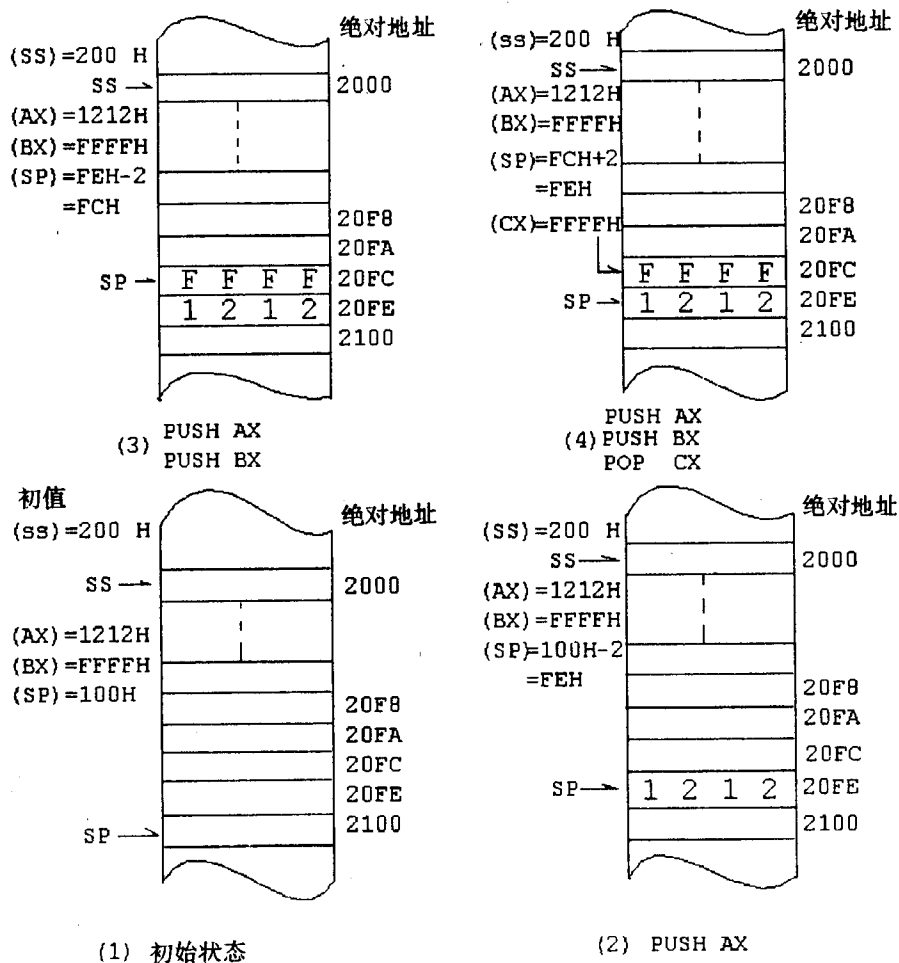 绝对地址
(SS)=200 H
SS
2000
(AX)=1212H
(BX)=FFFFH
(SP)=FEH-2
=FCH
20F8
20FA
SP
F F F F
20FC
1 2 1 2
20FE
2100
(3) PUSH AX
PUSH BX
绝对地址
(ss)=200 H
SS
2000
(AX)=1212H
(BX)=FFFFH
(SP)=FCH+2
=FEH
(CX)=FFFFH
20F8
20FA
F F F F
20FC
SP
1 2 1 2
20FE
2100
PUSH AX
(4) PUSH BX
POP CX
初值
绝对地址
(ss)=200 H
SS
2000
(AX)=1212H
(BX)=FFFFH
(SP)=100H
20F8
20FA
20FC
20FE
SP
2100
(1) 初始状态
绝对地址
(SS)=200 H
SS
2000
(AX)=1212H
(BX)=FFFFH
(SP)=100H-2
=FEH
20F8
20FA
20FC
SP
1 2 1 2
20FE
2100
(2) PUSH AX